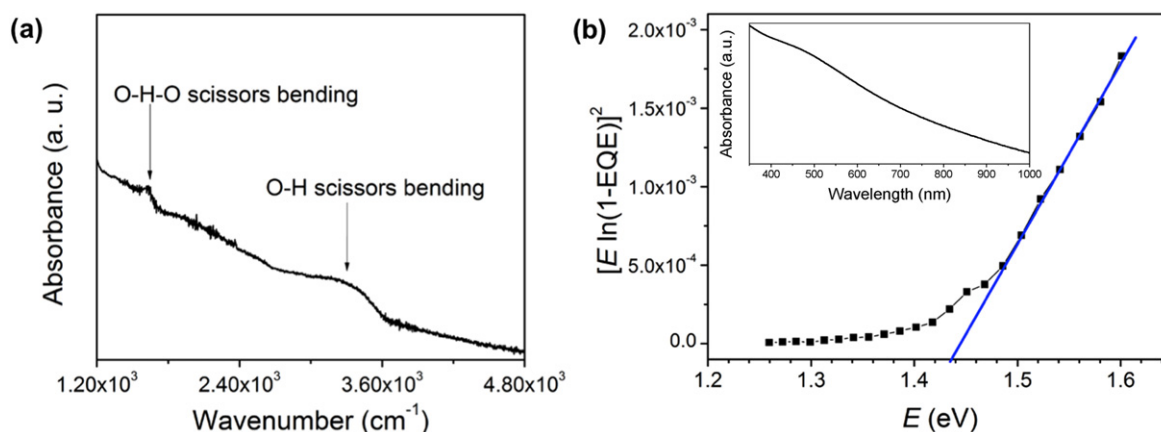 (a)
O-H-O scissors bending
O-H scissors bending
Absorbance (a. u.)
1.20x10³ 2.40x10³ 3.60x10³ 4.80x10³
Wavenumber (cm⁻¹)
(b)
Absorbance (a.u.)
400 500 600 700 800 900 1000
Wavelength (nm)
[E ln(1-EQE)]²
2.0x10⁻³
1.5x10⁻³
1.0x10⁻³
5.0x10⁻⁴
0.0
1.2 1.3 1.4 1.5 1.6
E (eV)